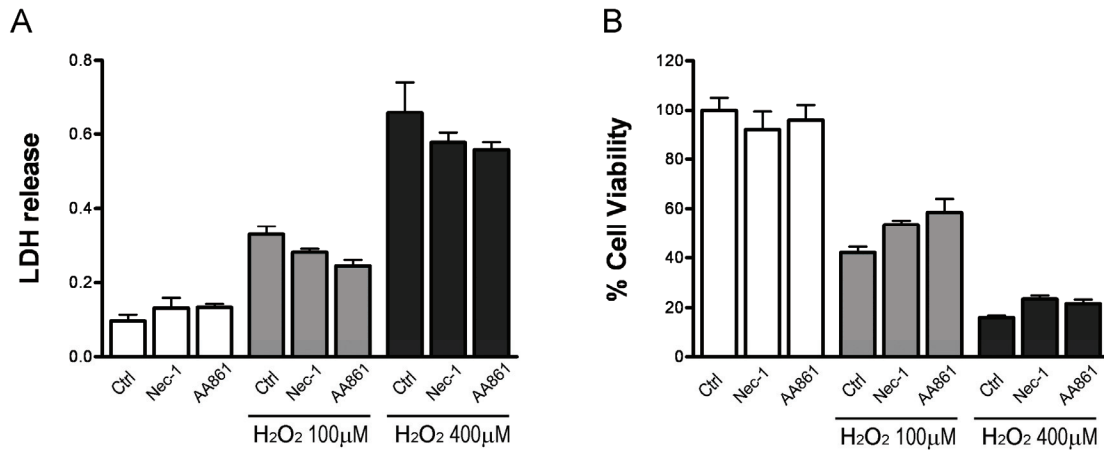 A
LDH release
0.8
0.6
0.4
0.2
0.0
Ctrl
Nec-1
AA861
Ctrl
Nec-1
AA861
Ctrl
Nec-1
AA861
H2O2 100μM
H2O2 400μM
B
% Cell Viability
120
100
80
60
40
20
0
Ctrl
Nec-1
AA861
Ctrl
Nec-1
AA861
Ctrl
Nec-1
AA861
H2O2 100μM
H2O2 400μM